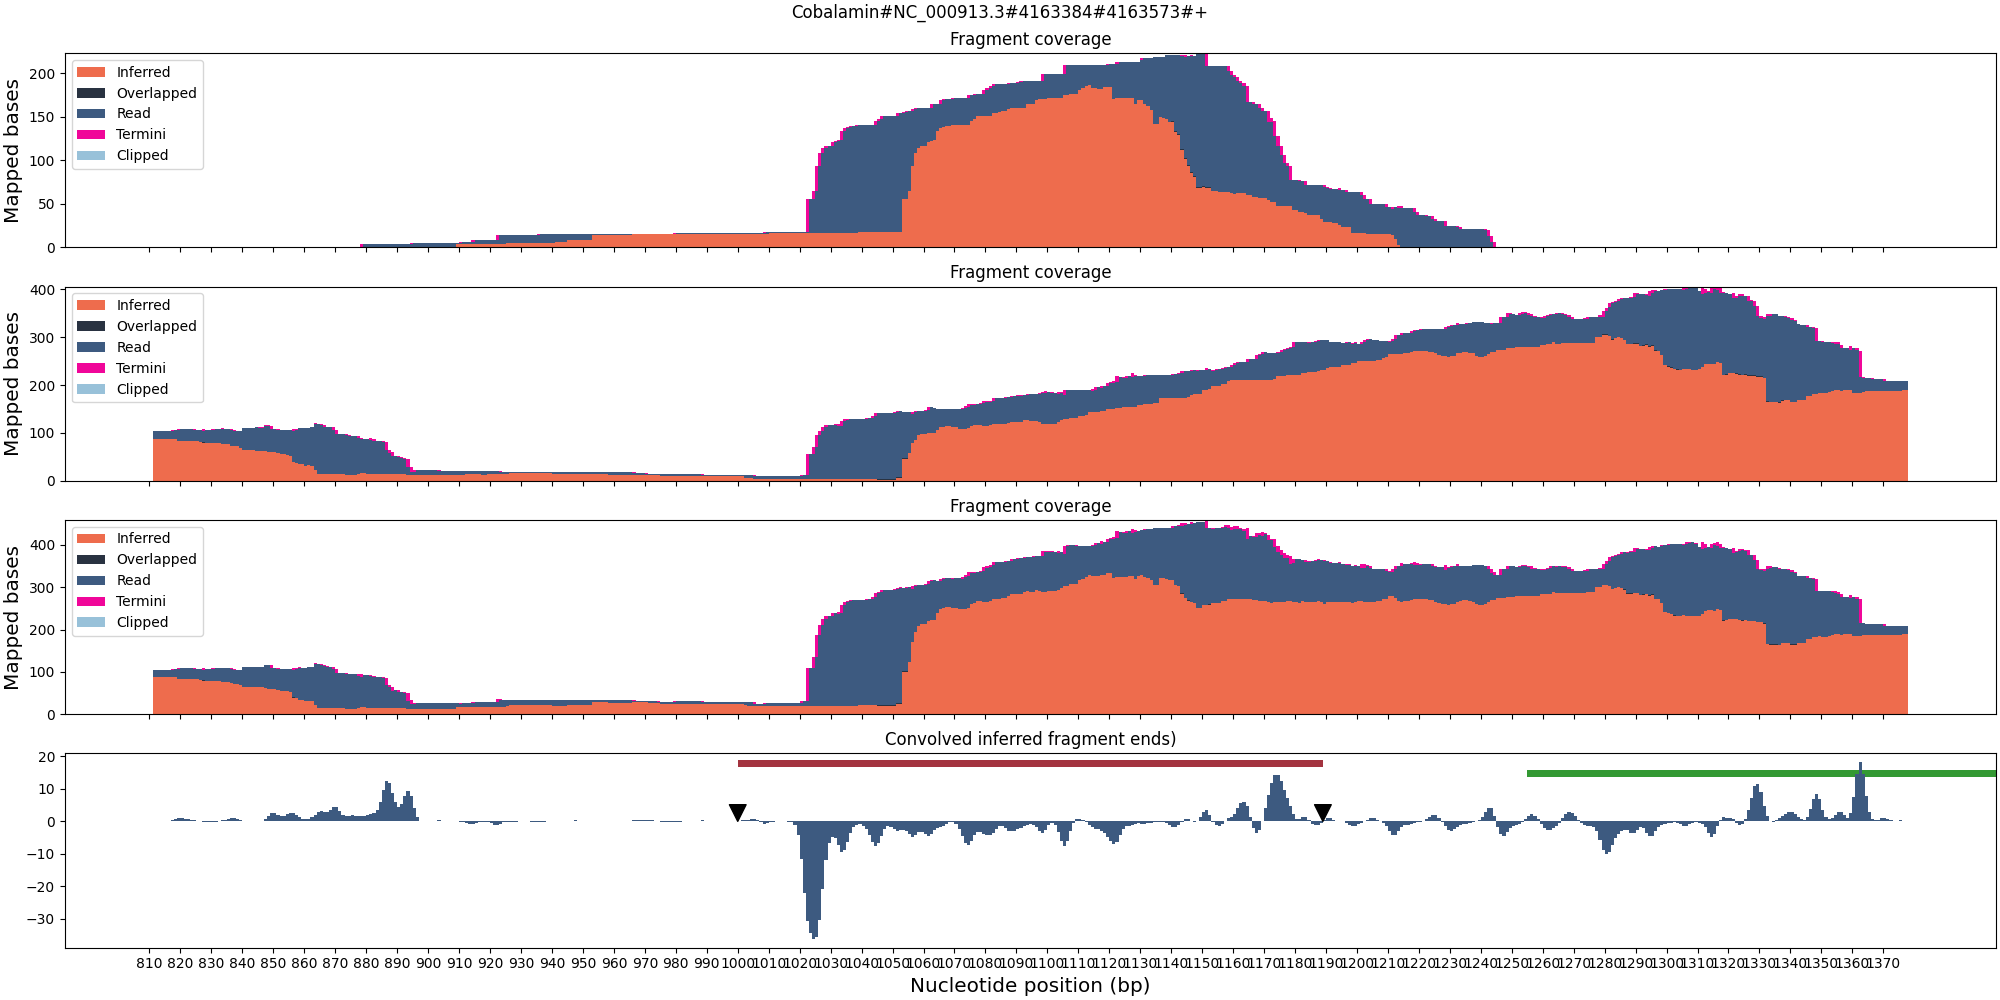 Cobalamin#NC_000913.3#4163384#4163573#+
Fragment coverage
Mapped bases
200
150
100
50
0
Inferred
Overlapped
Read
Termini
Clipped
Fragment coverage
Mapped bases
400
300
200
100
0
Inferred
Overlapped
Read
Termini
Clipped
Fragment coverage
Mapped bases
400
300
200
100
0
Inferred
Overlapped
Read
Termini
Clipped
Convolved inferred fragment ends)
20
10
0
−10
−20
−30
810 820 830 840 850 860 870 880 890 900 910 920 930 940 950 960 970 980 990 1000 1010 1020 1030 1040 1050 1060 1070 1080 1090 1100 1110 1120 1130 1140 1150 1160 1170 1180 1190 1200 1210 1220 1230 1240 1250 1260 1270 1280 1290 1300 1310 1320 1330 1340 1350 1360 1370
Nucleotide position (bp)